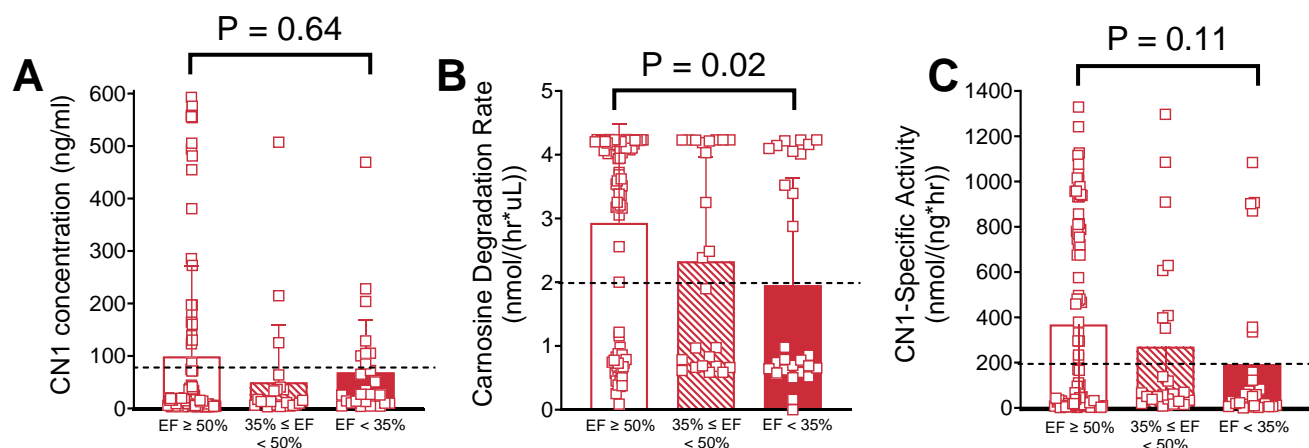 A
P = 0.64
CN1 concentration (ng/ml)
600
500
400
300
200
100
0
EF ≥ 50%
35% ≤ EF
< 50%
EF < 35%
B
P = 0.02
Carnosine Degradation Rate
(nmol/(hr*uL))
5
4
3
2
1
0
EF ≥ 50%
35% ≤ EF
< 50%
EF < 35%
C
P = 0.11
CN1-Specific Activity
(nmol/(ng*hr))
1400
1200
1000
800
600
400
200
0
EF ≥ 50%
35% ≤ EF
< 50%
EF < 35%